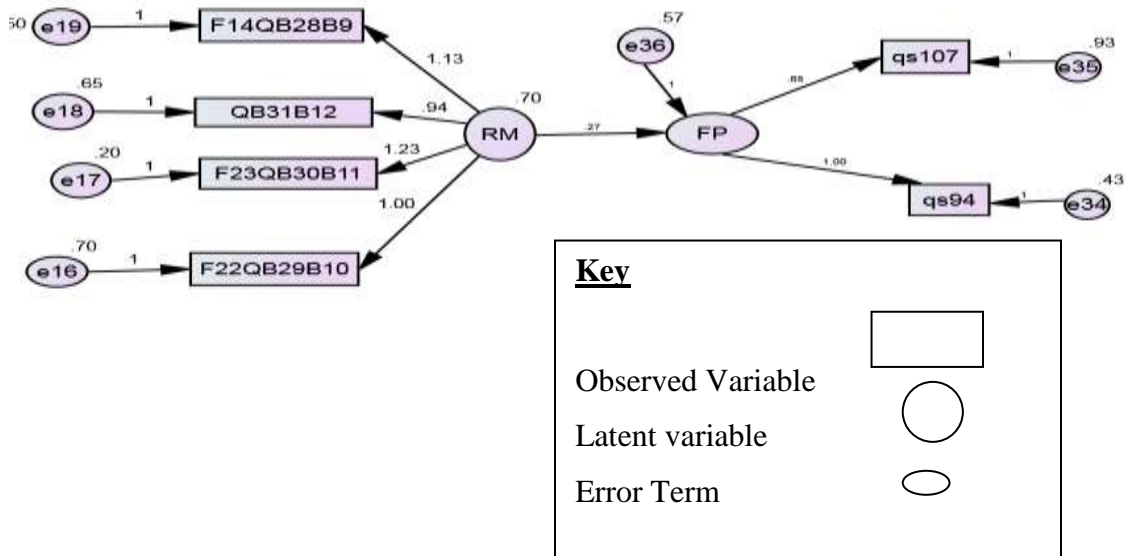 50 e19 1 F14QB28B9
1.13
.65
e18 1 QB31B12
.94
.20
e17 1 F23QB30B11
1.23
1.00
.70
e16 1 F22QB29B10
.70
RM
.27
.57
e36
1
FP
qs107 1 .93
e35
1.00
qs94 1 .43
e34
Key
Observed Variable
Latent variable
Error Term